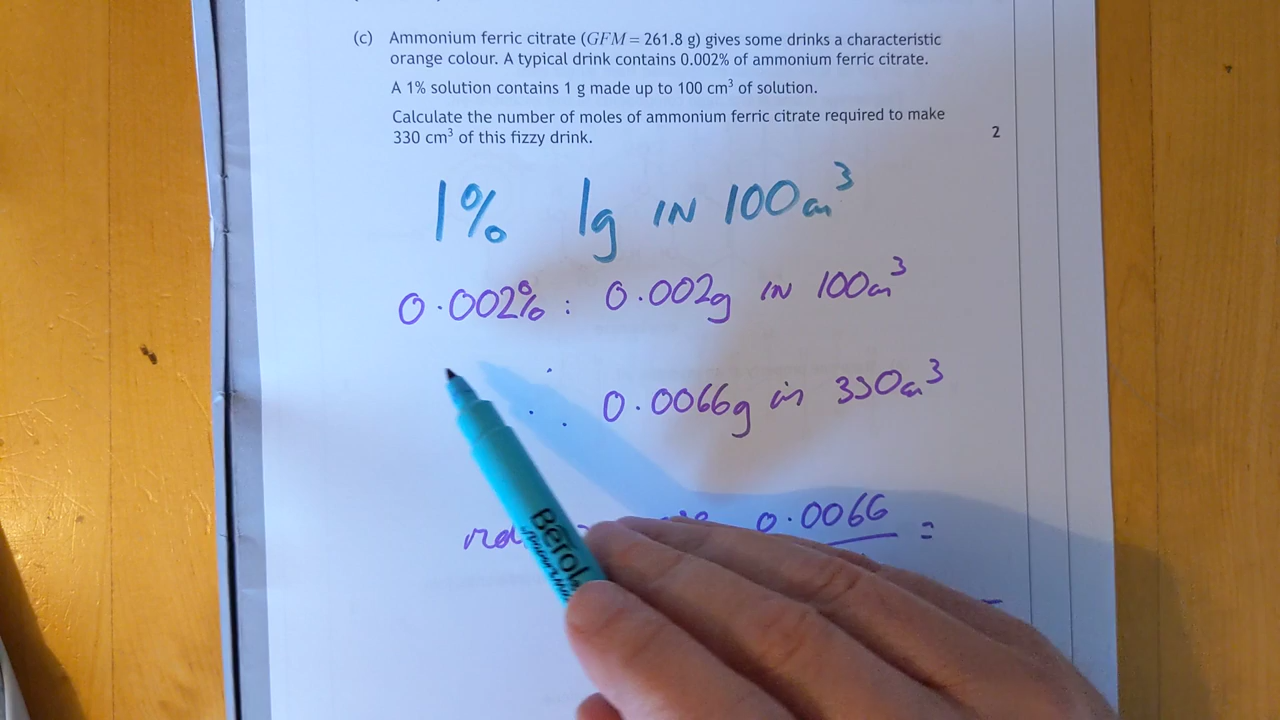 (c) Ammonium ferric citrate (GFM = 261.8 g) gives some drinks a characteristic
orange colour. A typical drink contains 0.002% of ammonium ferric citrate.
A 1% solution contains 1 g made up to 100 cm³ of solution.
Calculate the number of moles of ammonium ferric citrate required to make
330 cm³ of this fizzy drink.
2
1% 1g IN 100cm³
0.002% : 0.002g IN 100cm³
∴ 0.0066g in 330cm³
0.0066 =
Berol